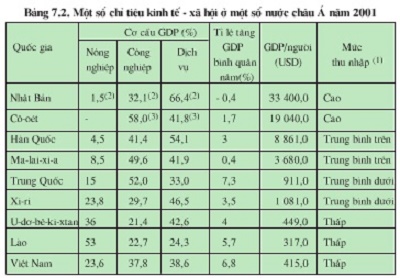 Bảng 7.2. Một số chỉ tiêu kinh tế - xã hội ở một số nước châu Á năm 2001
Quốc gia | Cơ cấu GDP (%) | Tỉ lệ tăng GDP bình quân năm(%) | GDP/người (USD) | Mức thu nhập (1)
Nông nghiệp | Công nghiệp | Dịch vụ
Nhật Bản | 1,5(2) | 32,1(2) | 66,4(2) | - 0,4 | 33 400,0 | Cao
Cô-oét | - | 58,0(3) | 41,8(3) | 1,7 | 19 040,0 | Cao
Hàn Quốc | 4,5 | 41,4 | 54,1 | 3 | 8 861,0 | Trung bình trên
Ma-lai-xi-a | 8,5 | 49,6 | 41,9 | 0,4 | 3 680,0 | Trung bình trên
Trung Quốc | 15 | 52,0 | 33,0 | 7,3 | 911,0 | Trung bình dưới
Xi-ri | 23,8 | 29,7 | 46,5 | 3,5 | 1 081,0 | Trung bình dưới
U-dơ-bê-ki-xtan | 36 | 21,4 | 42,6 | 4 | 449,0 | Thấp
Lào | 53 | 22,7 | 24,3 | 5,7 | 317,0 | Thấp
Việt Nam | 23,6 | 37,8 | 38,6 | 6,8 | 415,0 | Thấp